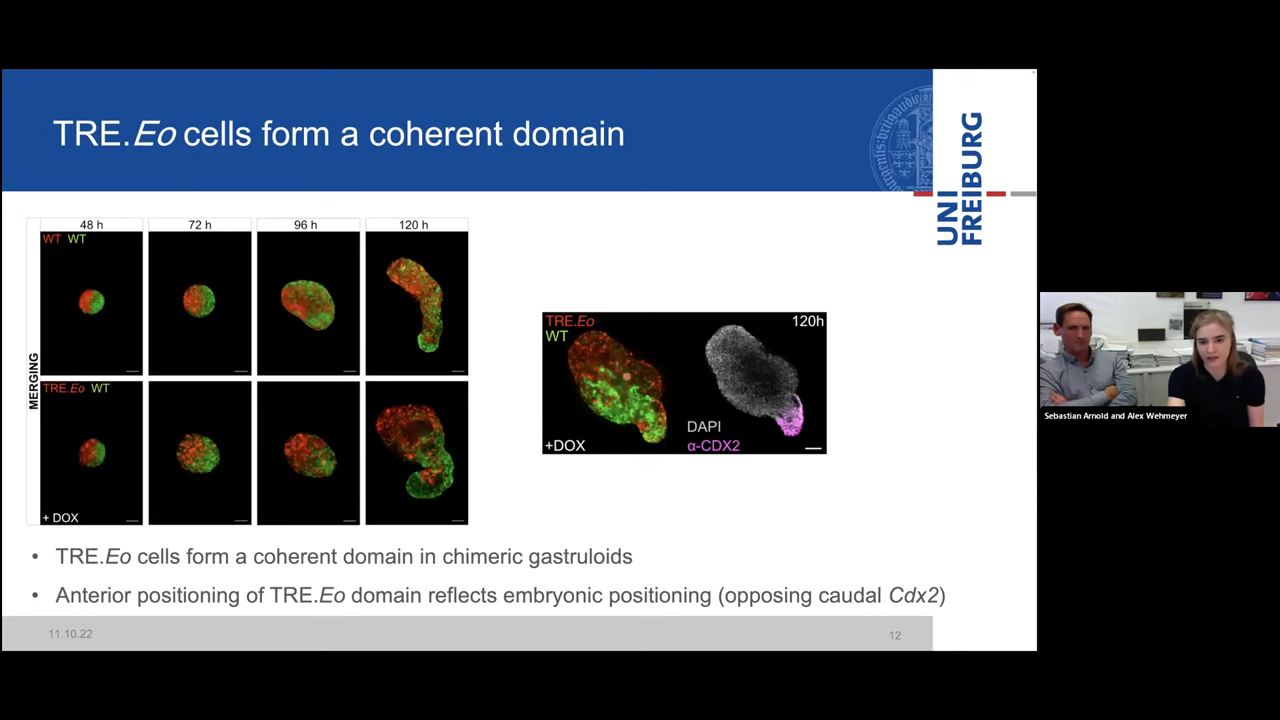 TRE.Eo cells form a coherent domain
UNI
FREIBURG
48 h
72 h
96 h
120 h
WT WT
MERGING
TRE.Eo WT
+ DOX
TRE.Eo
WT
120h
+DOX
DAPI
α-CDX2
• TRE.Eo cells form a coherent domain in chimeric gastruloids
• Anterior positioning of TRE.Eo domain reflects embryonic positioning (opposing caudal Cdx2)
11.10.22
12
Sebastian Arnold and Alex Wehmeyer